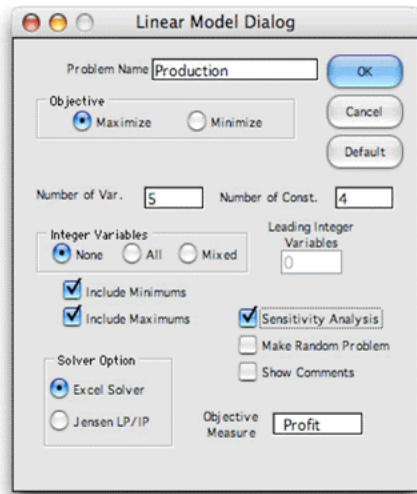 Linear Model Dialog
Problem Name Production
OK
Objective
Maximize Minimize
Cancel
Default
Number of Var. 5 Number of Const. 4
Integer Variables
None All Mixed
Leading Integer
Variables
0
Include Minimums
Include Maximums
Sensitivity Analysis
Make Random Problem
Show Comments
Solver Option
Excel Solver
Jensen LP/IP
Objective
Measure Profit